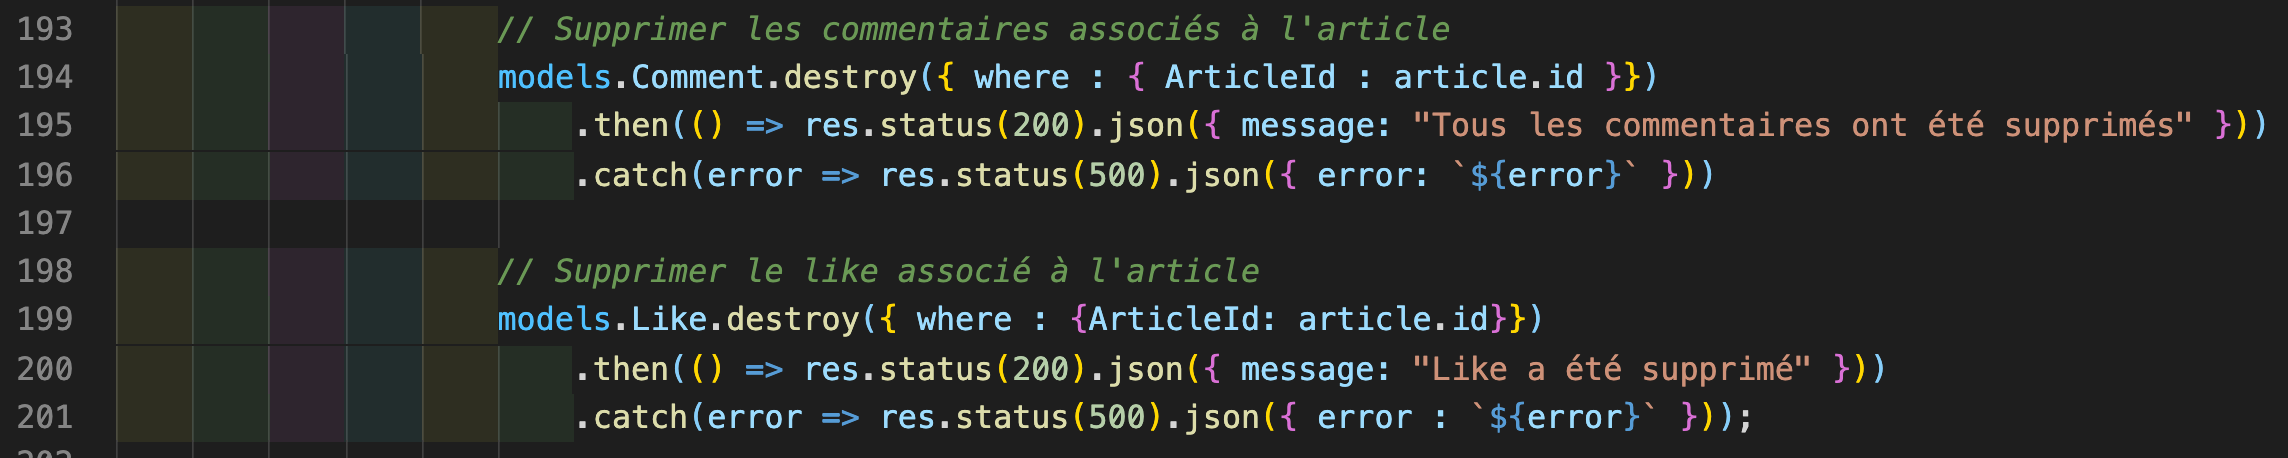 193 // Supprimer les commentaires associés à l'article
194 models.Comment.destroy({ where : { ArticleId : article.id }})
195 .then(() => res.status(200).json({ message: "Tous les commentaires ont été supprimés" }))
196 .catch(error => res.status(500).json({ error: `${error}` }))
197
198 // Supprimer le like associé à l'article
199 models.Like.destroy({ where : {ArticleId: article.id}})
200 .then(() => res.status(200).json({ message: "Like a été supprimé" }))
201 .catch(error => res.status(500).json({ error : `${error}` }));